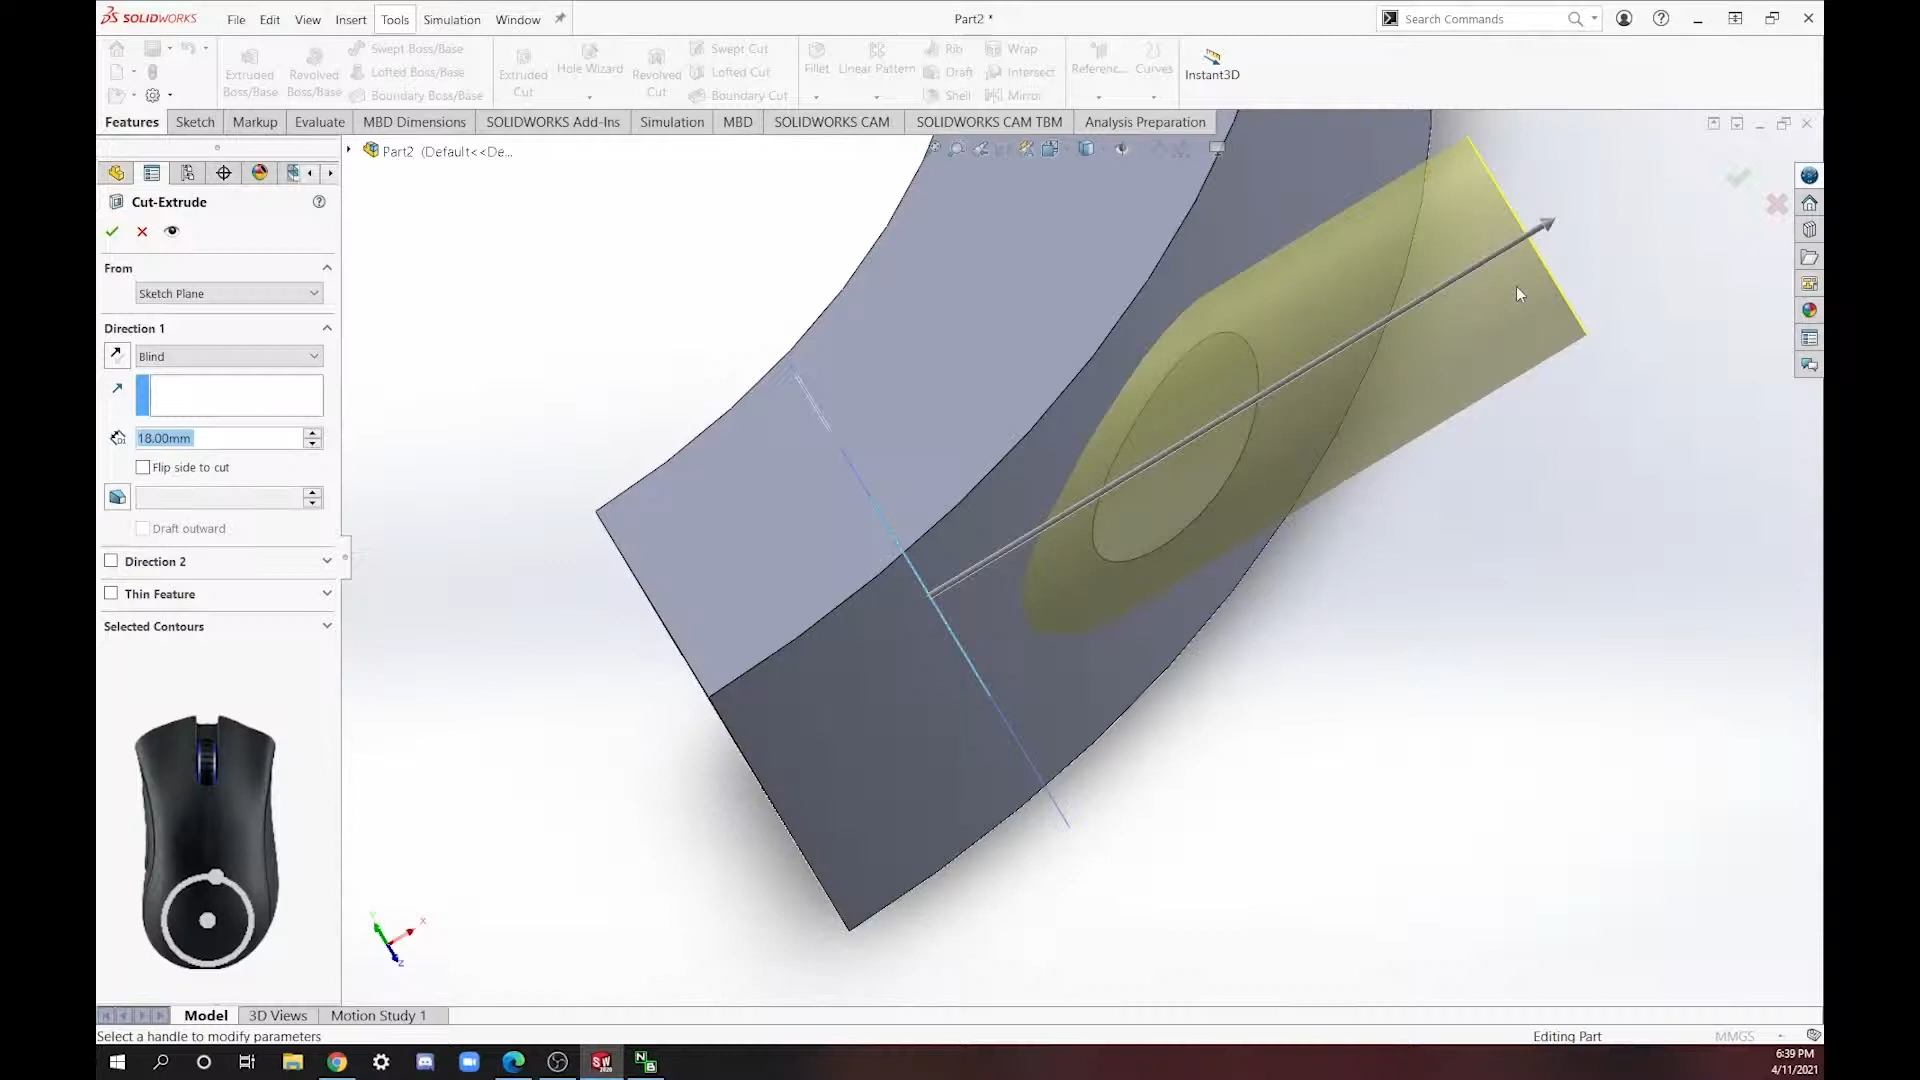 SOLIDWORKS File Edit View Insert Tools Simulation Window Part2 * Search Commands
Extruded Boss/Base Revolved Boss/Base Swept Boss/Base Lofted Boss/Base Boundary Boss/Base Extruded Cut Hole Wizard Revolved Cut Swept Cut Lofted Cut Boundary Cut Fillet Linear Pattern Rib Draft Shell Wrap Intersect Mirror Referenc... Curves Instant3D
Features Sketch Markup Evaluate MBD Dimensions SOLIDWORKS Add-Ins Simulation MBD SOLIDWORKS CAM SOLIDWORKS CAM TBM Analysis Preparation
Part2 (Default<<De...
Cut-Extrude
From
Sketch Plane
Direction 1
Blind
D1 18.00mm
Flip side to cut
Draft outward
Direction 2
Thin Feature
Selected Contours
Y X
Z
Model 3D Views Motion Study 1
Select a handle to modify parameters Editing Part MMGS
SW 2020 N B 6:39 PM
4/11/2021